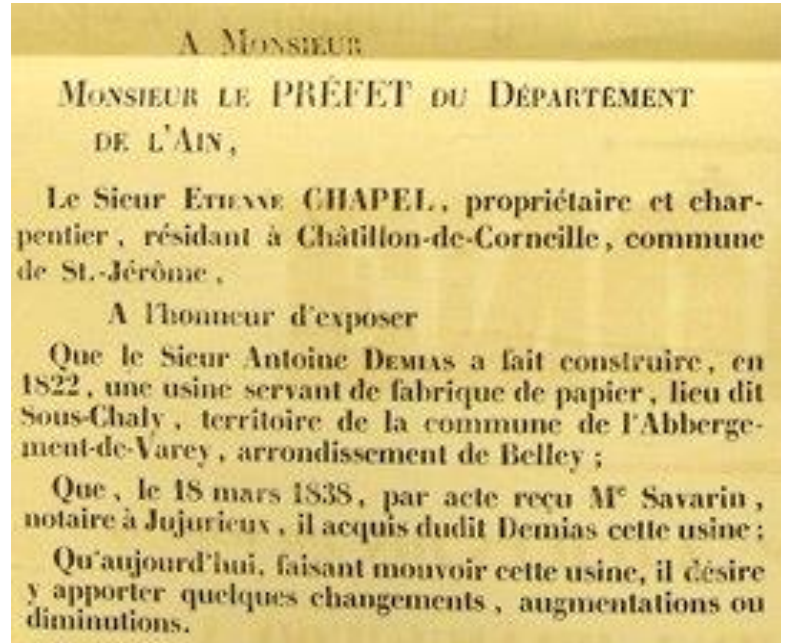 A MONSIEUR
MONSIEUR LE PRÉFET DU DÉPARTEMENT
DE L'AIN,
Le Sieur ETIENNE CHAPEL, propriétaire et char-
pentier, résidant à Châtillon-de-Corneille, commune
de St.-Jérôme,
A l'honneur d'exposer
Que le Sieur Antoine DEMIAS a fait construire, en
1822, une usine servant de fabrique de papier, lieu dit
Sous-Chaly, territoire de la commune de l'Abberge-
ment-de-Varey, arrondissement de Belley;
Que, le 18 mars 1838, par acte reçu Me Savarin,
notaire à Jujurieux, il acquis dudit Demias cette usine;
Qu'aujourd'hui, faisant mouvoir cette usine, il désire
y apporter quelques changements, augmentations ou
diminutions.